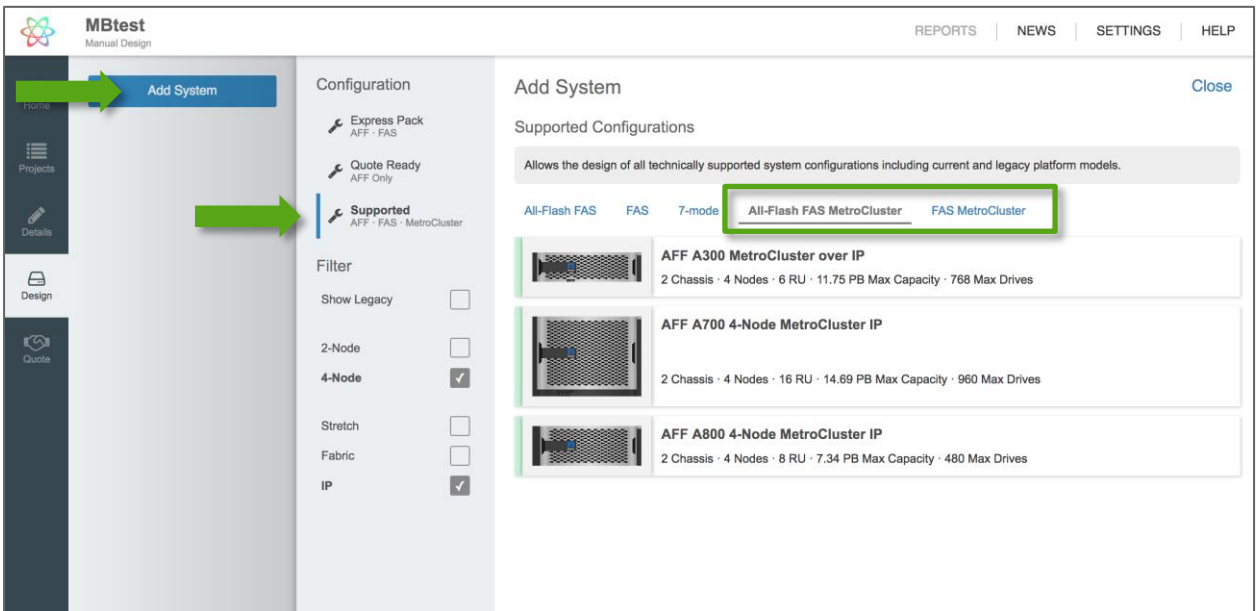 MBtest
Manual Design
REPORTS
NEWS
SETTINGS
HELP
Home
Projects
Details
Design
Quote
Add System
Configuration
Express Pack
AFF · FAS
Quote Ready
AFF Only
Supported
AFF · FAS · MetroCluster
Filter
Show Legacy
2-Node
4-Node
Stretch
Fabric
IP
Add System
Close
Supported Configurations
Allows the design of all technically supported system configurations including current and legacy platform models.
All-Flash FAS
FAS
7-mode
All-Flash FAS MetroCluster
FAS MetroCluster
AFF A300 MetroCluster over IP
2 Chassis · 4 Nodes · 6 RU · 11.75 PB Max Capacity · 768 Max Drives
AFF A700 4-Node MetroCluster IP
2 Chassis · 4 Nodes · 16 RU · 14.69 PB Max Capacity · 960 Max Drives
AFF A800 4-Node MetroCluster IP
2 Chassis · 4 Nodes · 8 RU · 7.34 PB Max Capacity · 480 Max Drives